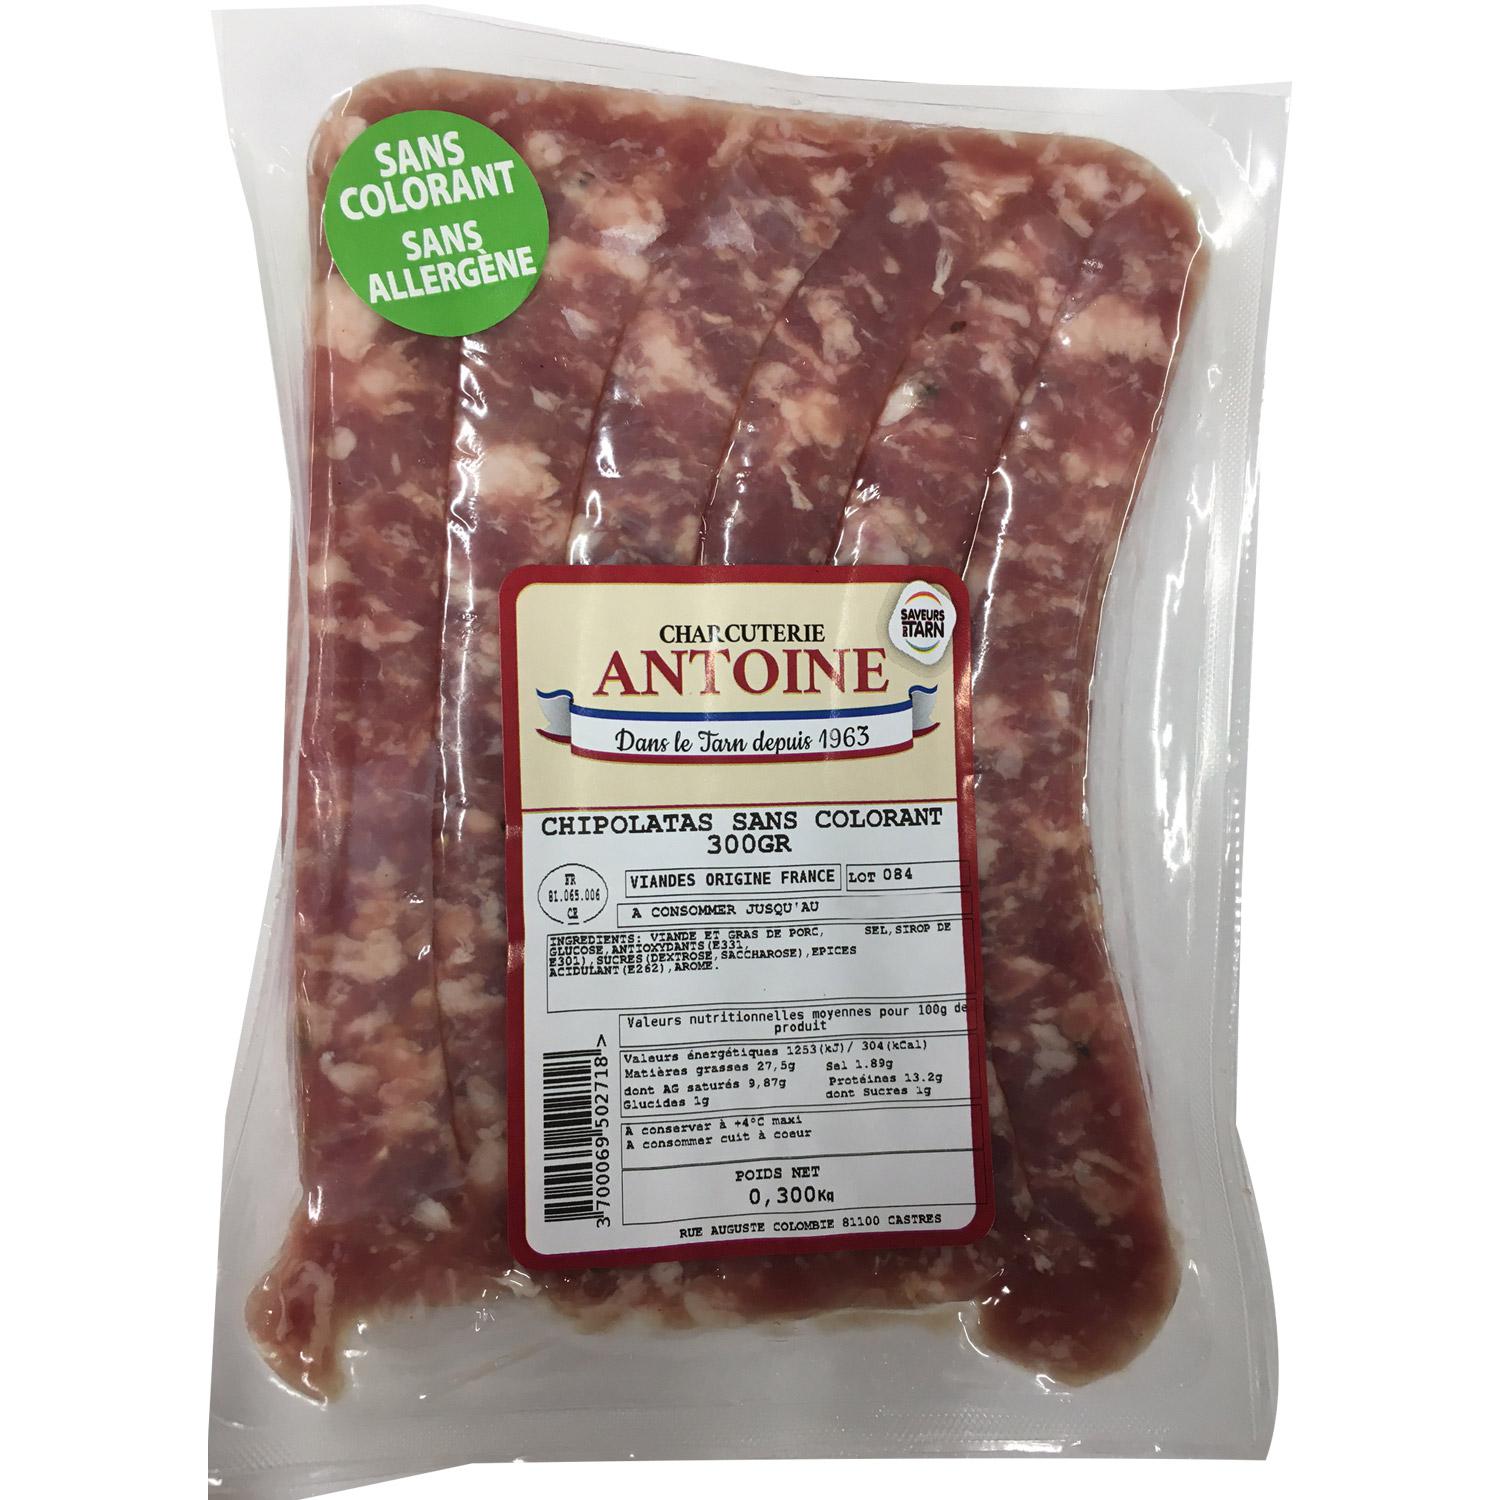 SANS
COLORANT
SANS
ALLERGÈNE
CHARCUTERIE
ANTOINE
SAVEURS
DU TARN
Dans le Tarn depuis 1963
CHIPOLATAS SANS COLORANT
300GR
FR
81.065.006
CE
VIANDES ORIGINE FRANCE
LOT 084
A CONSOMMER JUSQU'AU
INGREDIENTS: VIANDE ET GRAS DE PORC, SEL, SIROP DE
GLUCOSE, ANTIOXYDANTS (E331,
E301), SUCRES (DEXTROSE, SACCHAROSE), EPICES
ACIDULANT (E262), AROME.
Valeurs nutritionnelles moyennes pour 100g de
produit
Valeurs énergétiques 1253(kJ)/ 304(kCal)
Matières grasses 27,5g Sel 1.89g
dont AG saturés 9,87g Protéines 13.2g
Glucides 1g dont Sucres 1g
A conserver à +4°C maxi
A consommer cuit à coeur
POIDS NET
0,300Kg
RUE AUGUSTE COLOMBIE 81100 CASTRES
3 700069 502718 >